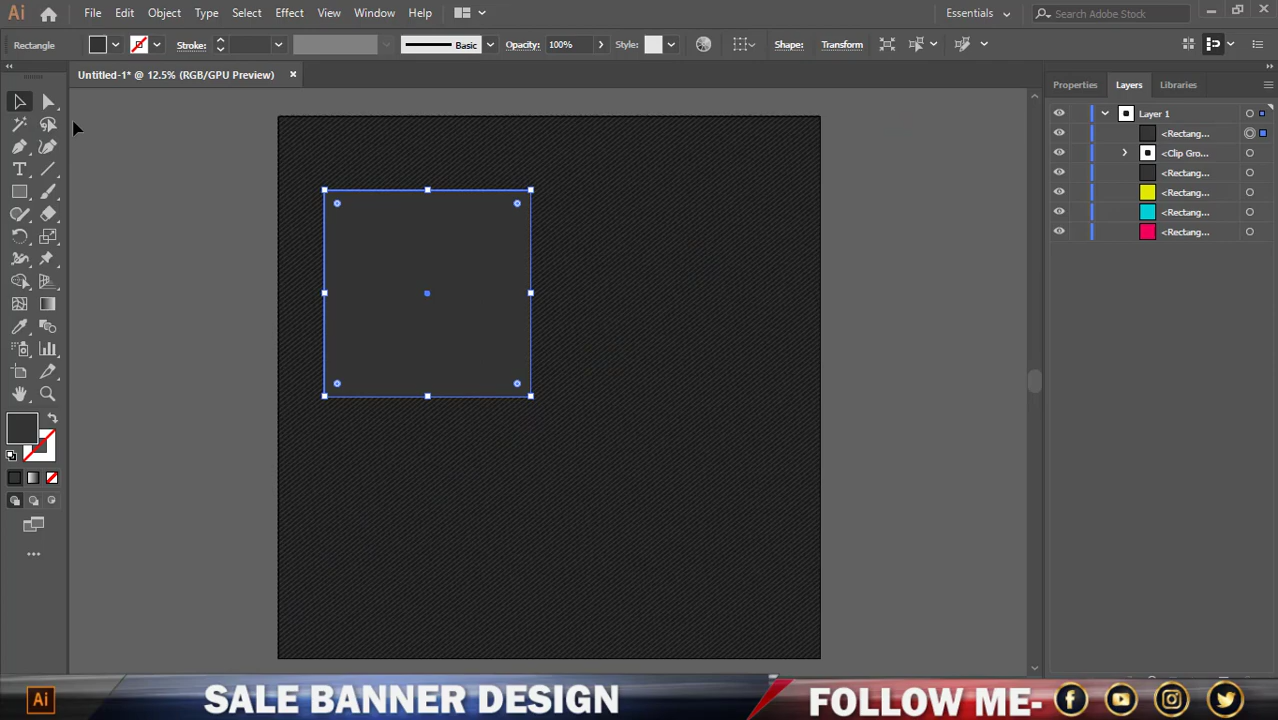 Ai File Edit Object Type Select Effect View Window Help Essentials Search Adobe Stock
Rectangle Stroke: Basic Opacity: 100% Style: Shape: Transform
Untitled-1* @ 12.5% (RGB/GPU Preview)
Properties Layers Libraries
Layer 1
<Rectang...
<Clip Gro...
<Rectang...
<Rectang...
<Rectang...
<Rectang...
Ai SALE BANNER DESIGN FOLLOW ME-